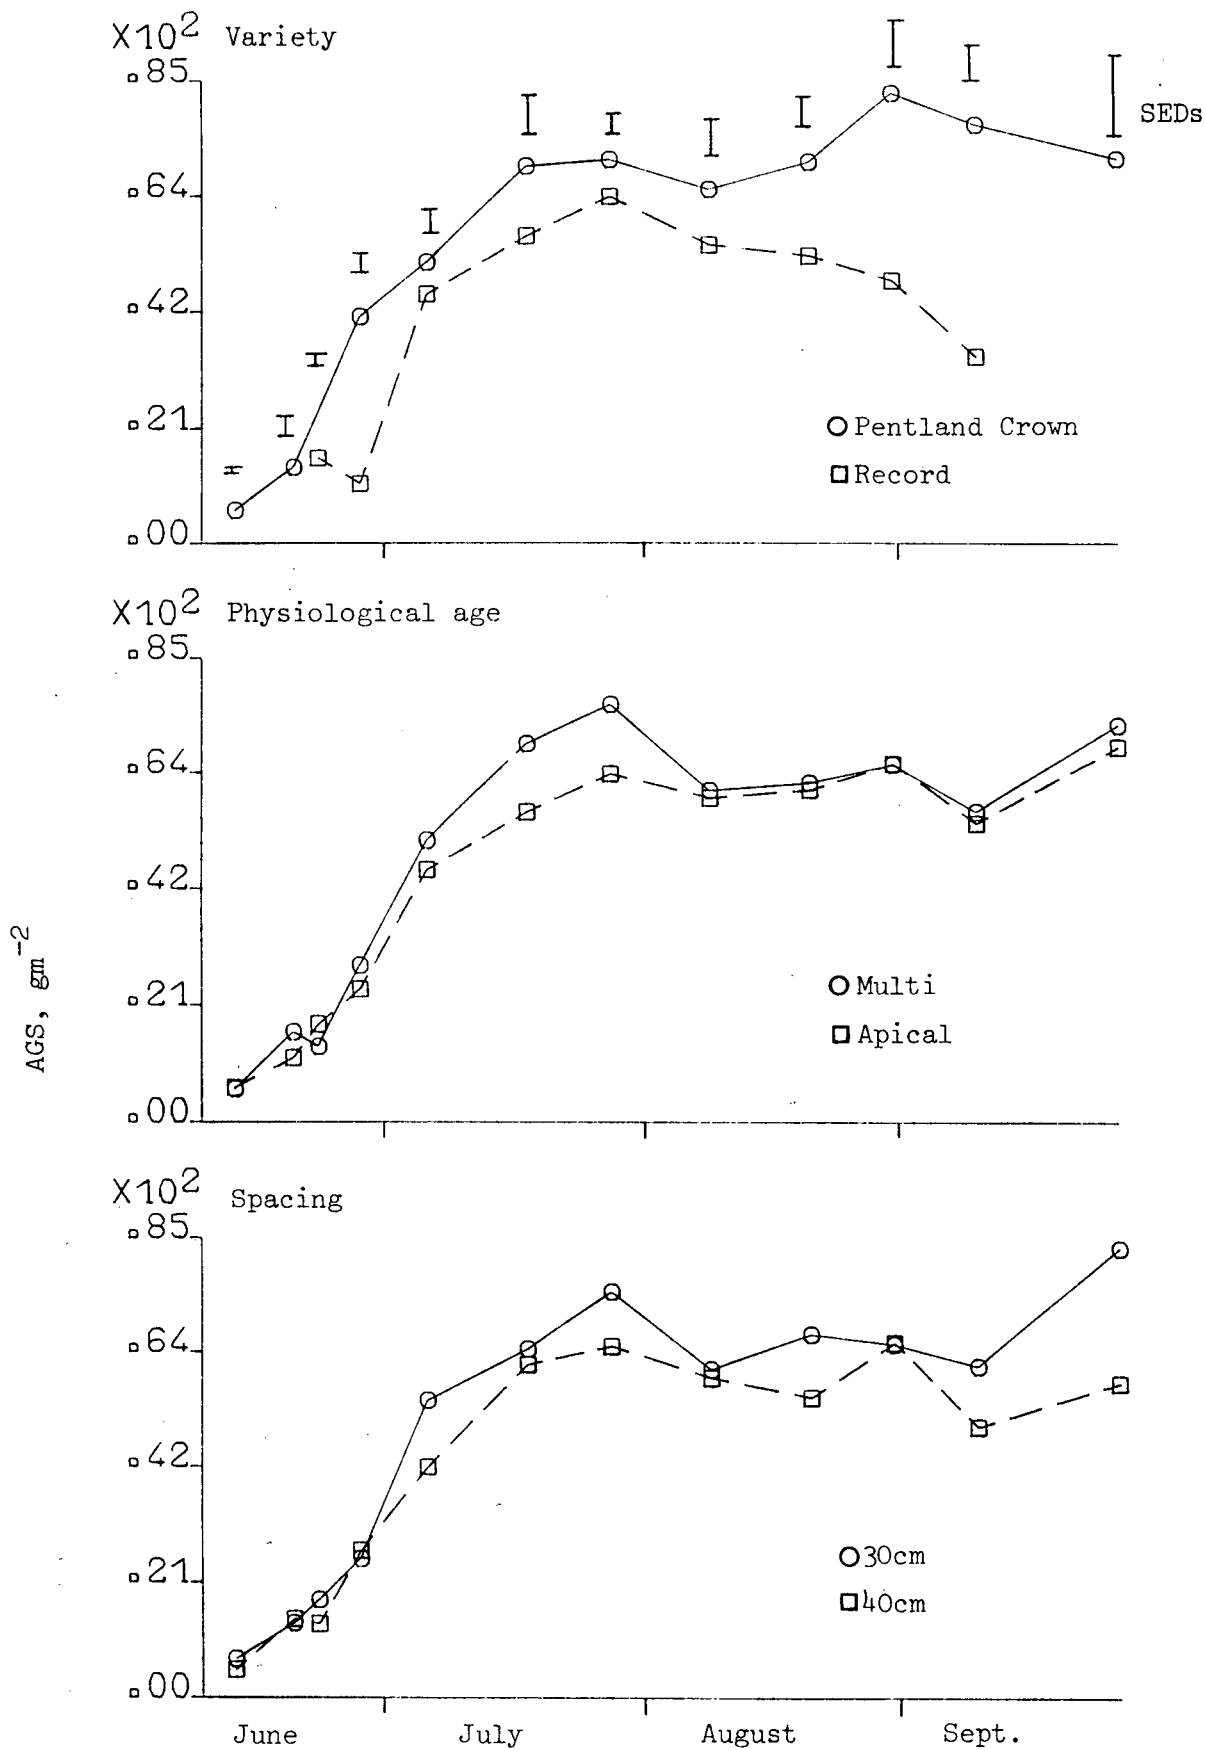 X10² Variety
.85
SEDs
.64
.42
.21
Pentland Crown
Record
.00
X10² Physiological age
.85
.64
.42
AGS, gm⁻²
Multi
.21
Apical
.00
X10² Spacing
.85
.64
.42
30cm
.21
40cm
.00
June July August Sept.